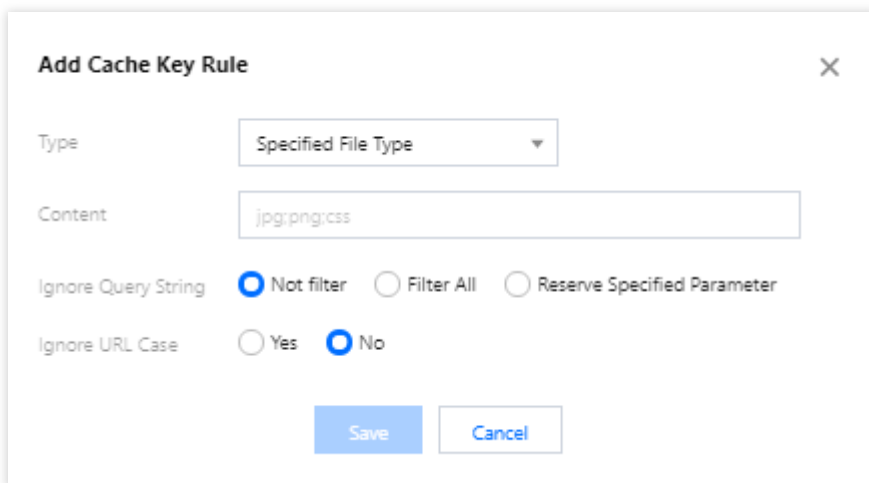 Add Cache Key Rule
Type Specified File Type
Content jpg;png;css
Ignore Query String Not filter Filter All Reserve Specified Parameter
Ignore URL Case Yes No
Save Cancel